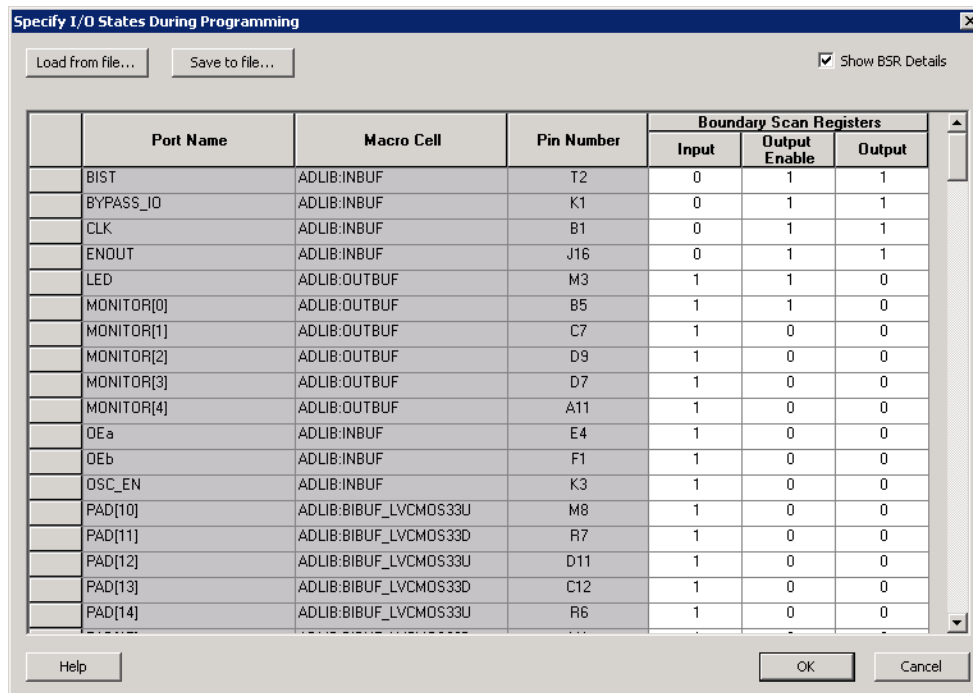 Specify I/O States During Programming
Load from file... Save to file... Show BSR Details
Port Name Macro Cell Pin Number Boundary Scan Registers
Input Output Enable Output
BIST ADLIB:INBUF T2 0 1 1
BYPASS_IO ADLIB:INBUF K1 0 1 1
CLK ADLIB:INBUF B1 0 1 1
ENOUT ADLIB:INBUF J16 0 1 1
LED ADLIB:OUTBUF M3 1 1 0
MONITOR[0] ADLIB:OUTBUF B5 1 1 0
MONITOR[1] ADLIB:OUTBUF C7 1 0 0
MONITOR[2] ADLIB:OUTBUF D9 1 0 0
MONITOR[3] ADLIB:OUTBUF D7 1 0 0
MONITOR[4] ADLIB:OUTBUF A11 1 0 0
OEa ADLIB:INBUF E4 1 0 0
OEb ADLIB:INBUF F1 1 0 0
OSC_EN ADLIB:INBUF K3 1 0 0
PAD[10] ADLIB:BIBUF_LVCMOS33U M8 1 0 0
PAD[11] ADLIB:BIBUF_LVCMOS33D R7 1 0 0
PAD[12] ADLIB:BIBUF_LVCMOS33U D11 1 0 0
PAD[13] ADLIB:BIBUF_LVCMOS33D C12 1 0 0
PAD[14] ADLIB:BIBUF_LVCMOS33U R6 1 0 0
Help OK Cancel